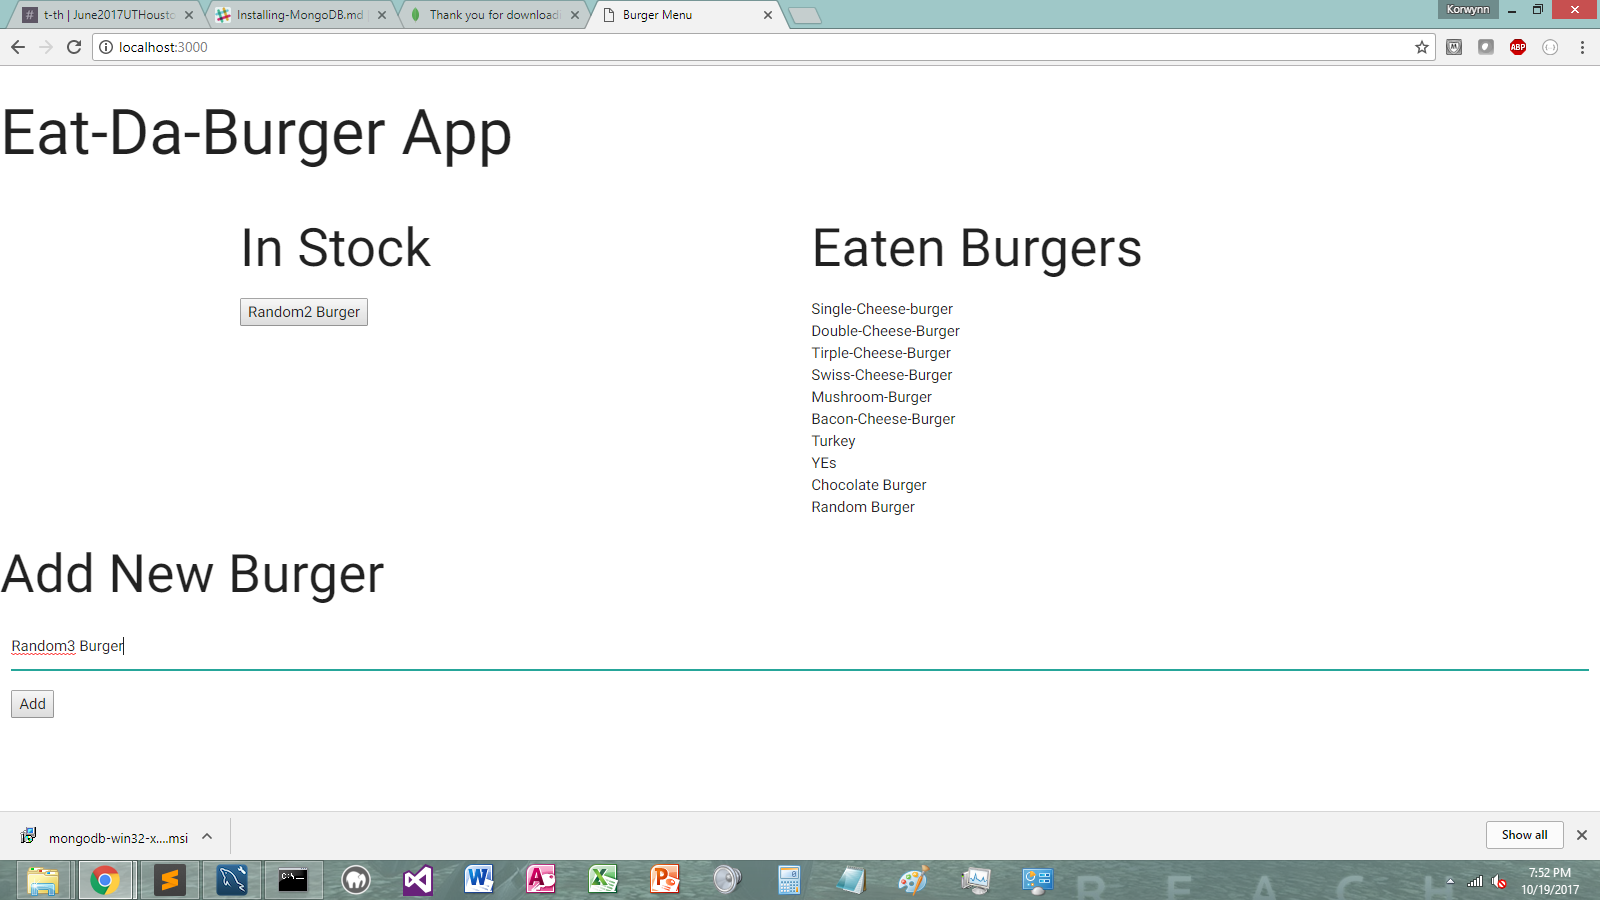 t-th | June2017UTHousto
Installing-MongoDB.md |
Thank you for downloadi
Burger Menu
Korwynn
localhost:3000
ABP
Eat-Da-Burger App
In Stock
Random2 Burger
Eaten Burgers
Single-Cheese-burger
Double-Cheese-Burger
Tirple-Cheese-Burger
Swiss-Cheese-Burger
Mushroom-Burger
Bacon-Cheese-Burger
Turkey
YEs
Chocolate Burger
Random Burger
Add New Burger
Random3 Burger
Add
mongodb-win32-x....msi
Show all
C:\_
R E A C H
7:52 PM
10/19/2017